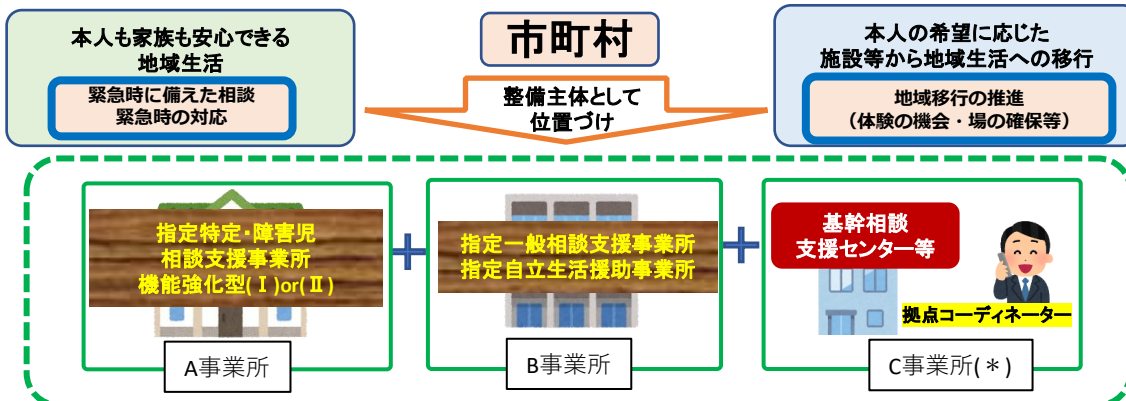 本人も家族も安心できる
地域生活
緊急時に備えた相談
緊急時の対応
市町村
整備主体として
位置づけ
本人の希望に応じた
施設等から地域生活への移行
地域移行の推進
（体験の機会・場の確保等）
指定特定・障害児
相談支援事業所
機能強化型(Ⅰ)or(Ⅱ)
A事業所
+
指定一般相談支援事業所
指定自立生活援助事業所
B事業所
+
基幹相談
支援センター等
拠点コーディネーター
C事業所(＊)